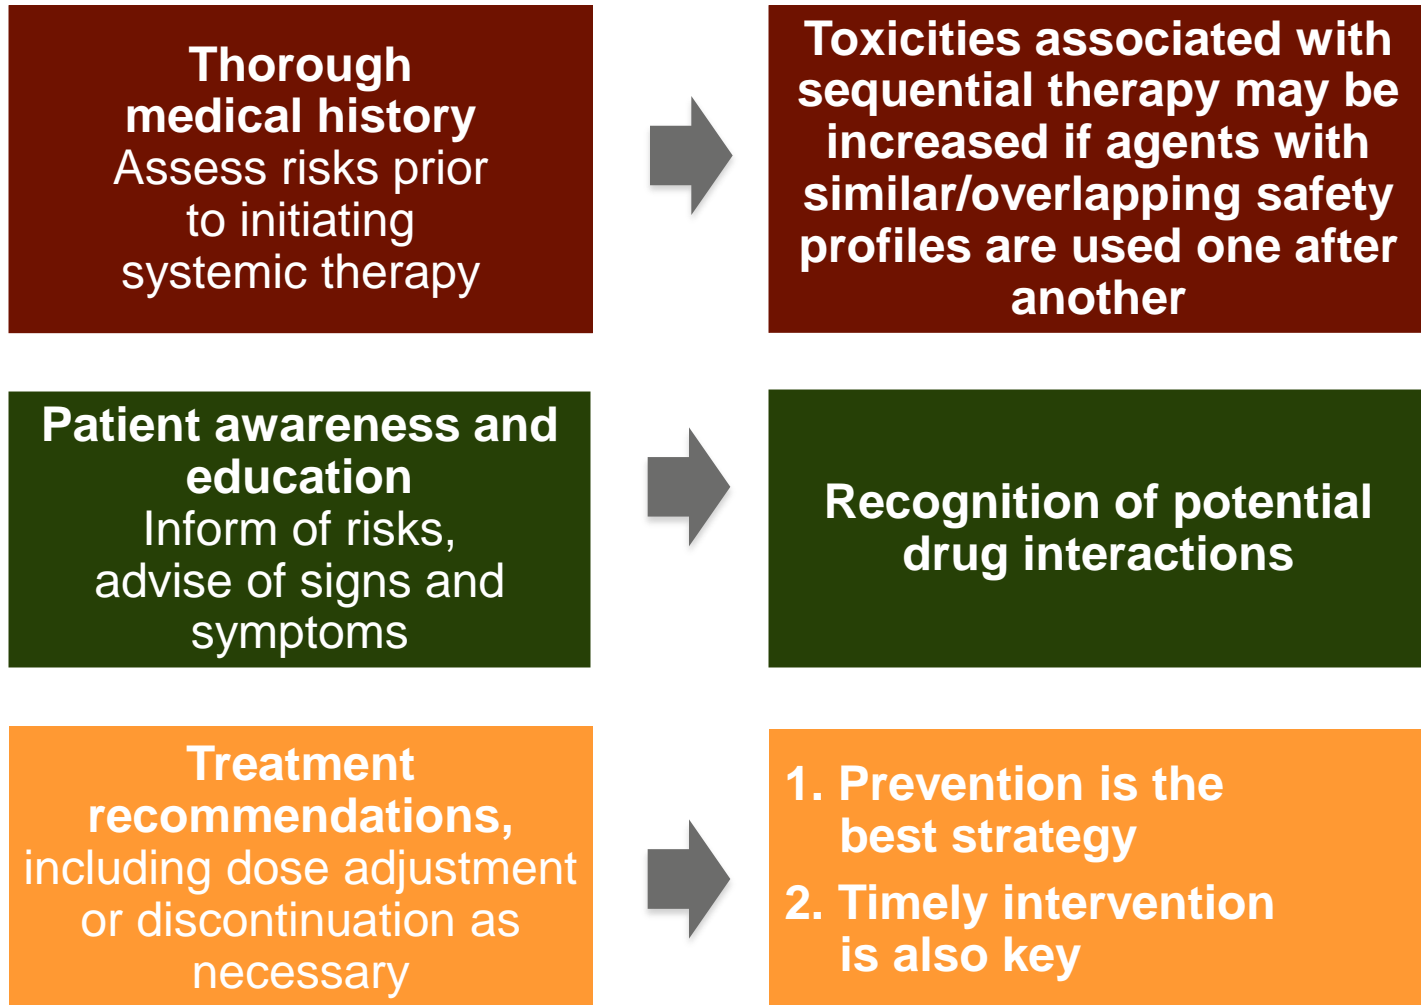 Thorough
medical history
Assess risks prior
to initiating
systemic therapy
Toxicities associated with
sequential therapy may be
increased if agents with
similar/overlapping safety
profiles are used one after
another
Patient awareness and
education
Inform of risks,
advise of signs and
symptoms
Recognition of potential
drug interactions
Treatment
recommendations,
including dose adjustment
or discontinuation as
necessary
1. Prevention is the
best strategy
2. Timely intervention
is also key